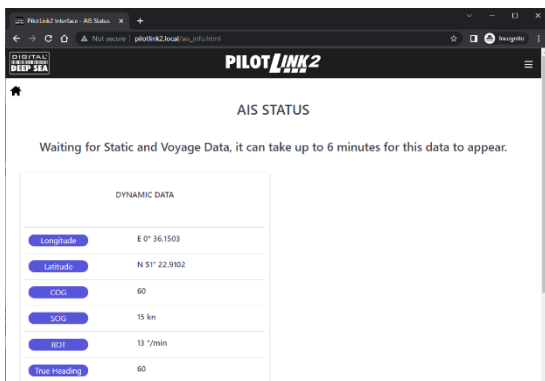 PilotLink2 Interface - AIS Status
Not secure | pilotlink2.local/ais_info.html
Incognito
DIGITAL
DEEP SEA
PILOTLINK2
AIS STATUS
Waiting for Static and Voyage Data, it can take up to 6 minutes for this data to appear.
DYNAMIC DATA
Longitude E 0° 36.1503
Latitude N 51° 22.9102
COG 60
SOG 15 kn
ROT 13 °/min
True Heading 60